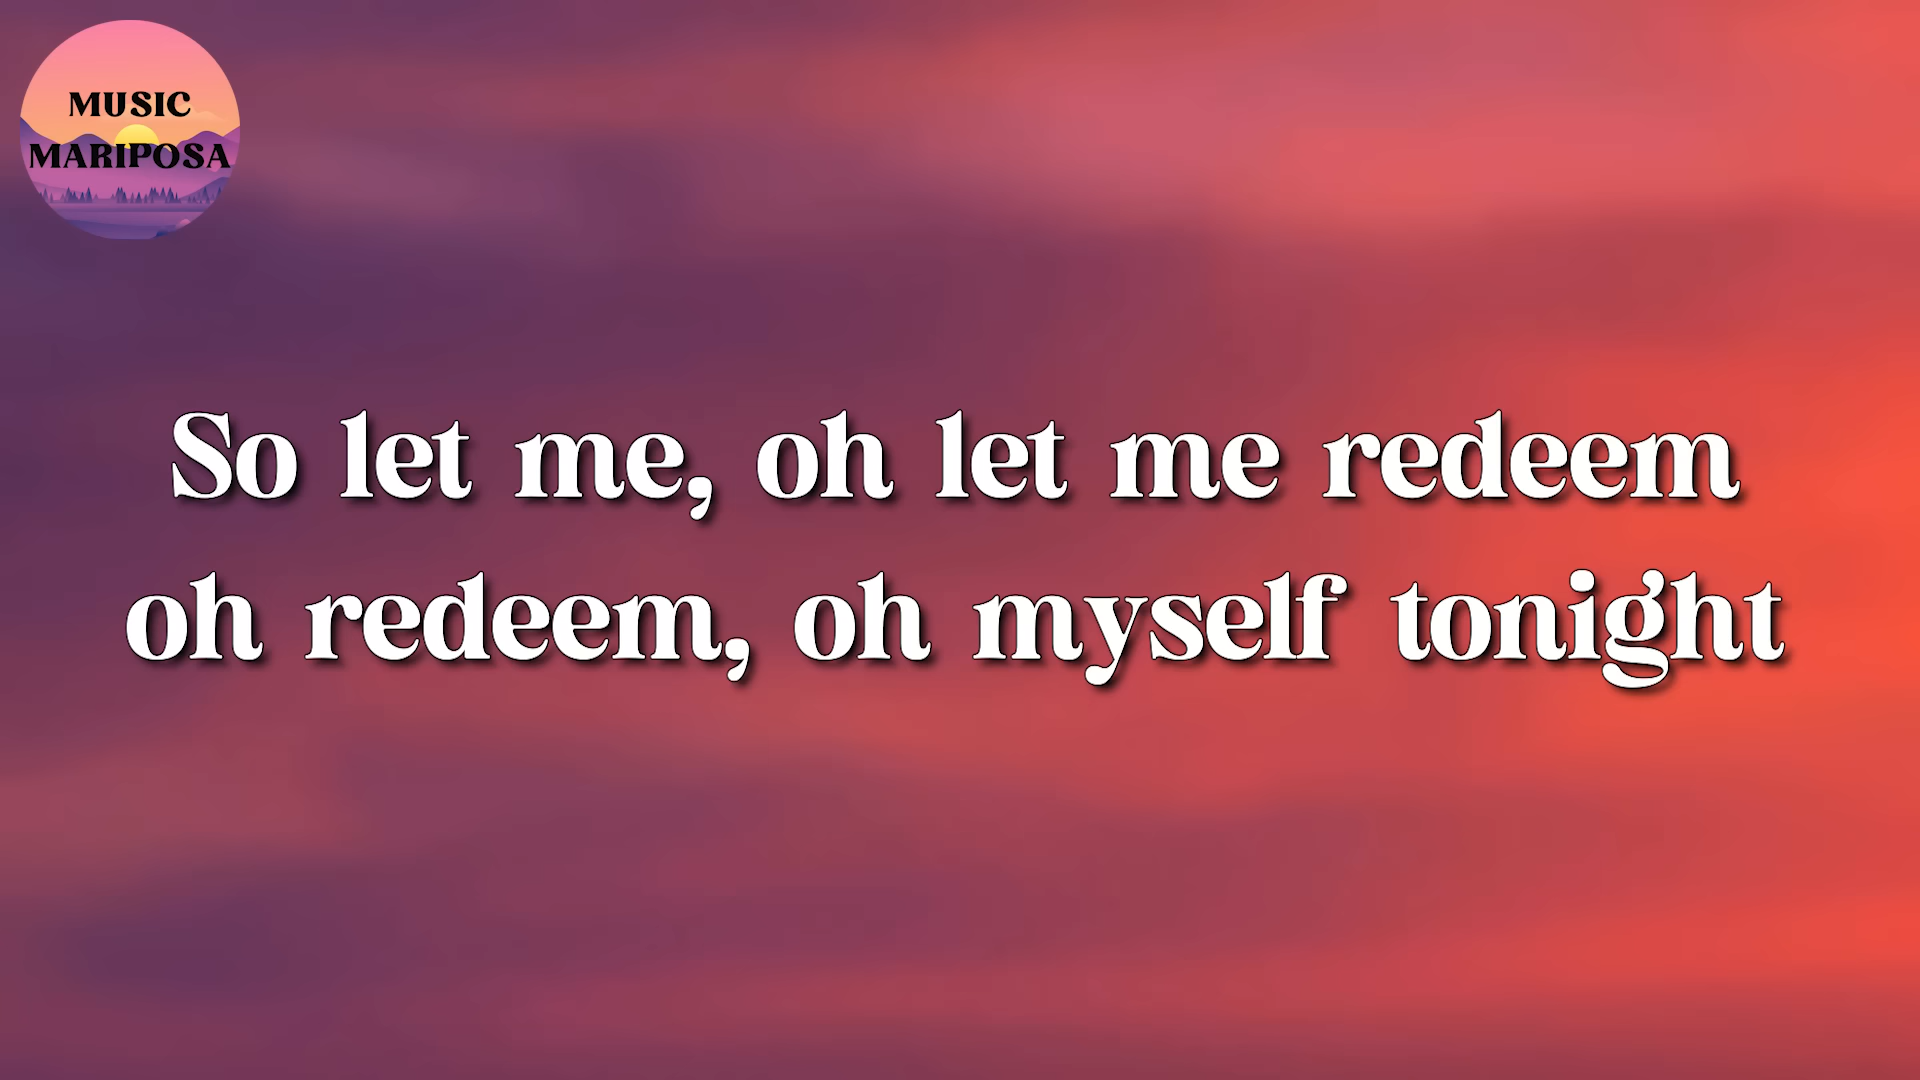 MUSIC
MARIPOSA
So let me, oh let me redeem
oh redeem, oh myself tonight